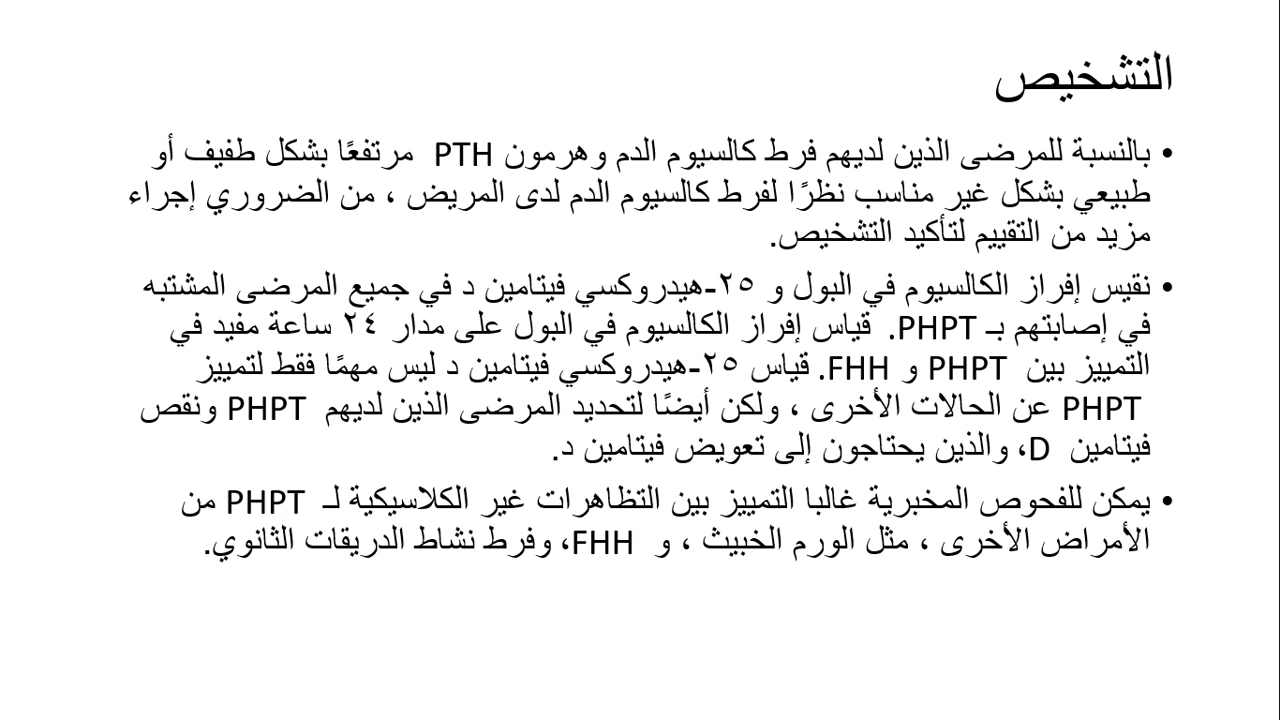 التشخيص
• بالنسبة للمرضى الذين لديهم فرط كالسيوم الدم وهرمون PTH مرتفعًا بشكل طفيف أو
طبيعي بشكل غير مناسب نظرًا لفرط كالسيوم الدم لدى المريض ، من الضروري إجراء
مزيد من التقييم لتأكيد التشخيص.
• نقيس إفراز الكالسيوم في البول و ٢٥-هيدروكسي فيتامين د في جميع المرضى المشتبه
في إصابتهم بـ PHPT. قياس إفراز الكالسيوم في البول على مدار ٢٤ ساعة مفيد في
التمييز بين PHPT و FHH. قياس ٢٥-هيدروكسي فيتامين د ليس مهمًا فقط لتمييز
PHPT عن الحالات الأخرى ، ولكن أيضًا لتحديد المرضى الذين لديهم PHPT ونقص
فيتامين D، والذين يحتاجون إلى تعويض فيتامين د.
• يمكن للفحوص المخبرية غالبا التمييز بين التظاهرات غير الكلاسيكية لـ PHPT من
الأمراض الأخرى ، مثل الورم الخبيث ، و FHH، وفرط نشاط الدريقات الثانوي.